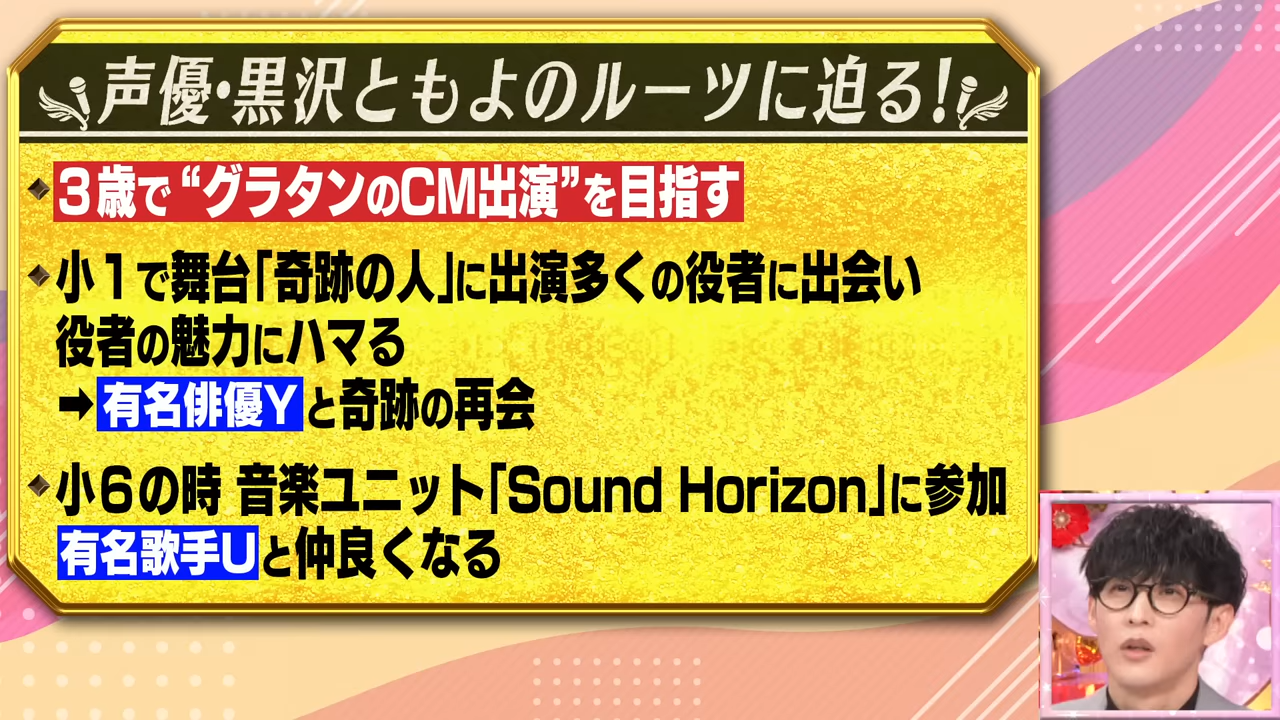 声優・黒沢ともよのルーツに迫る!
３歳で“グラタンのCM出演”を目指す
小１で舞台｢奇跡の人｣に出演多くの役者に出会い
役者の魅力にハマる
➡有名俳優Ｙと奇跡の再会
小６の時 音楽ユニット｢Sound Horizon｣に参加
有名歌手Uと仲良くなる